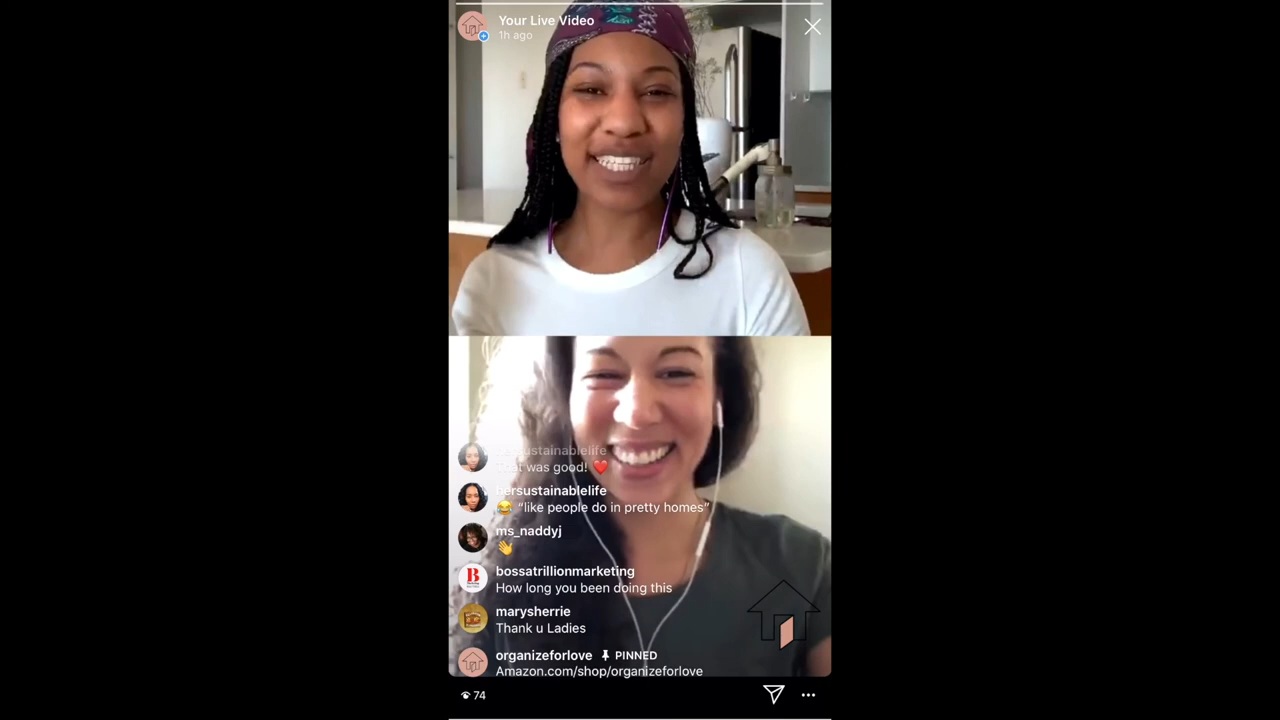 Your Live Video
1h ago
hersustainablelife
That was good! ❤️
hersustainablelife
😂 “like people do in pretty homes”
ms_naddyj
👋
bossatrillionmarketing
How long you been doing this
marysherrie
Thank u Ladies
organizeforlove PINNED
Amazon.com/shop/organizeforlove
74
B